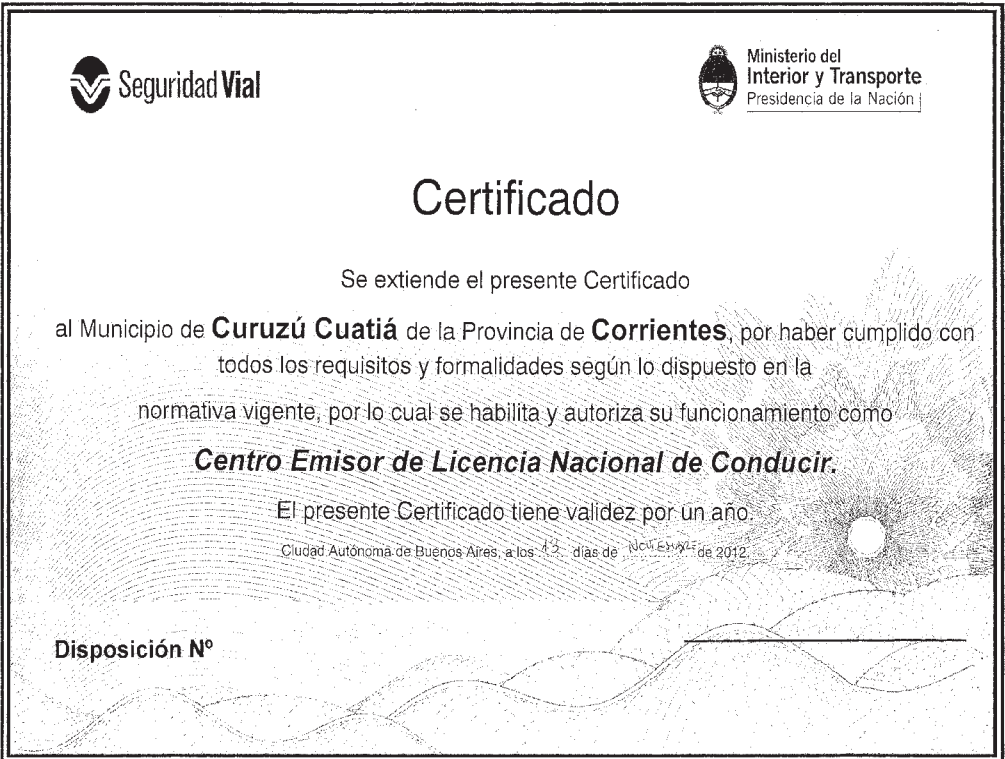 Seguridad Vial
Ministerio del
Interior y Transporte
Presidencia de la Nación
Certificado
Se extiende el presente Certificado
al Municipio de Curuzú Cuatiá de la Provincia de Corrientes, por haber cumplido con
todos los requisitos y formalidades según lo dispuesto en la
normativa vigente, por lo cual se habilita y autoriza su funcionamiento como
Centro Emisor de Licencia Nacional de Conducir.
El presente Certificado tiene validez por un año.
Ciudad Autónoma de Buenos Aires, a los 13 días de Noviembre de 2012.
Disposición Nº